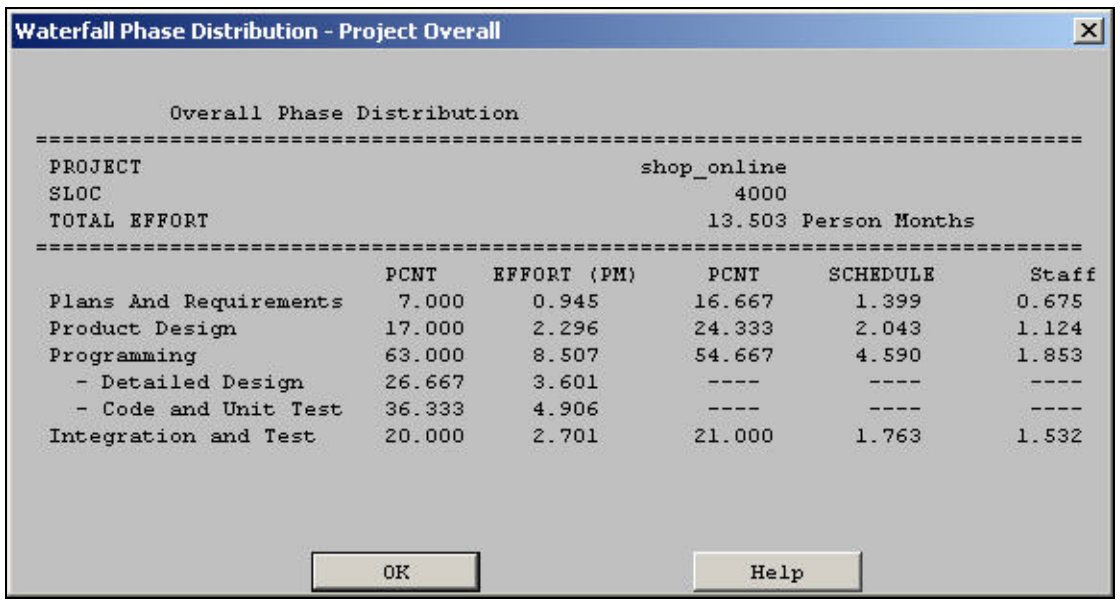 Waterfall Phase Distribution - Project Overall
Overall Phase Distribution
==============================================================================
PROJECT shop_online
SLOC 4000
TOTAL EFFORT 13.503 Person Months
==============================================================================
PCNT EFFORT (PM) PCNT SCHEDULE Staff
Plans And Requirements 7.000 0.945 16.667 1.399 0.675
Product Design 17.000 2.296 24.333 2.043 1.124
Programming 63.000 8.507 54.667 4.590 1.853
- Detailed Design 26.667 3.601 ---- ---- ----
- Code and Unit Test 36.333 4.906 ---- ---- ----
Integration and Test 20.000 2.701 21.000 1.763 1.532
OK Help